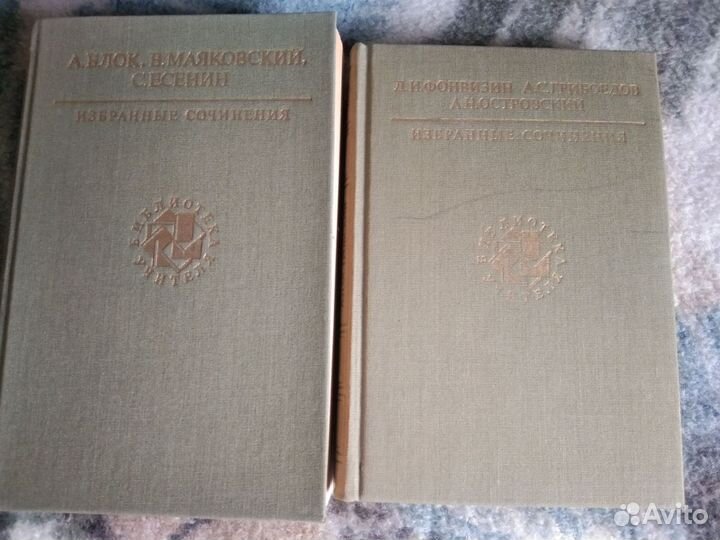 А. БЛОК, В. МАЯКОВСКИЙ,
С. ЕСЕНИН
ИЗБРАННЫЕ СОЧИНЕНИЯ
БИБЛИОТЕКА
УЧИТЕЛЯ
Д. И. ФОНВИЗИН А. С. ГРИБОЕДОВ
А. Н. ОСТРОВСКИЙ
ИЗБРАННЫЕ СОЧИНЕНИЯ
БИБЛИОТЕКА
УЧИТЕЛЯ
Avito